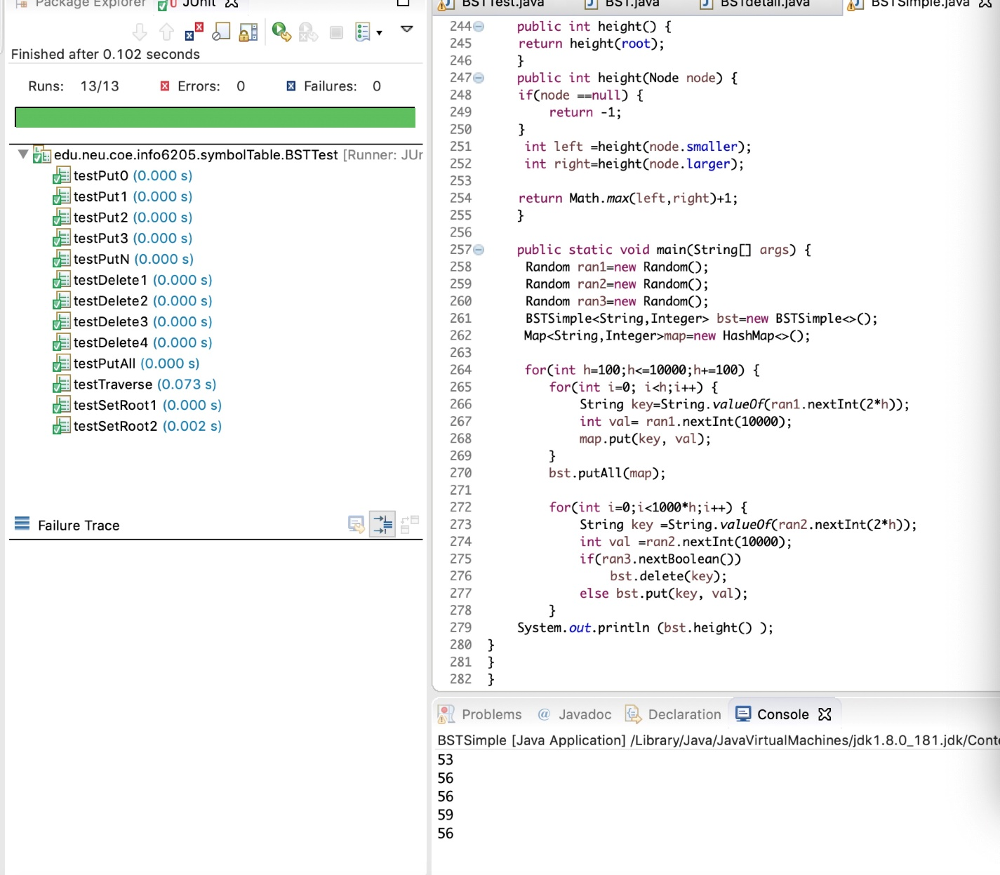 Package Explorer JUnit
Finished after 0.102 seconds
Runs: 13/13 Errors: 0 Failures: 0
edu.neu.coe.info6205.symbolTable.BSTTest [Runner: JUr
testPut0 (0.000 s)
testPut1 (0.000 s)
testPut2 (0.000 s)
testPut3 (0.000 s)
testPutN (0.000 s)
testDelete1 (0.000 s)
testDelete2 (0.000 s)
testDelete3 (0.000 s)
testDelete4 (0.000 s)
testPutAll (0.000 s)
testTraverse (0.073 s)
testSetRoot1 (0.000 s)
testSetRoot2 (0.002 s)
Failure Trace
BSTTest.java BST.java BSTdetail.java BSTSimple.java
244 public int height() {
245 return height(root);
246 }
247 public int height(Node node) {
248 if(node ==null) {
249 return -1;
250 }
251 int left =height(node.smaller);
252 int right=height(node.larger);
253
254 return Math.max(left,right)+1;
255 }
256
257 public static void main(String[] args) {
258 Random ran1=new Random();
259 Random ran2=new Random();
260 Random ran3=new Random();
261 BSTSimple<String,Integer> bst=new BSTSimple<>();
262 Map<String,Integer>map=new HashMap<>();
263
264 for(int h=100;h<=10000;h+=100) {
265 for(int i=0; i<h;i++) {
266 String key=String.valueOf(ran1.nextInt(2*h));
267 int val= ran1.nextInt(10000);
268 map.put(key, val);
269 }
270 bst.putAll(map);
271
272 for(int i=0;i<1000*h;i++) {
273 String key =String.valueOf(ran2.nextInt(2*h));
274 int val =ran2.nextInt(10000);
275 if(ran3.nextBoolean())
276 bst.delete(key);
277 else bst.put(key, val);
278 }
279 System.out.println (bst.height() );
280 }
281 }
282 }
Problems @ Javadoc Declaration Console
BSTSimple [Java Application] /Library/Java/JavaVirtualMachines/jdk1.8.0_181.jdk/Conte
53
56
56
59
56